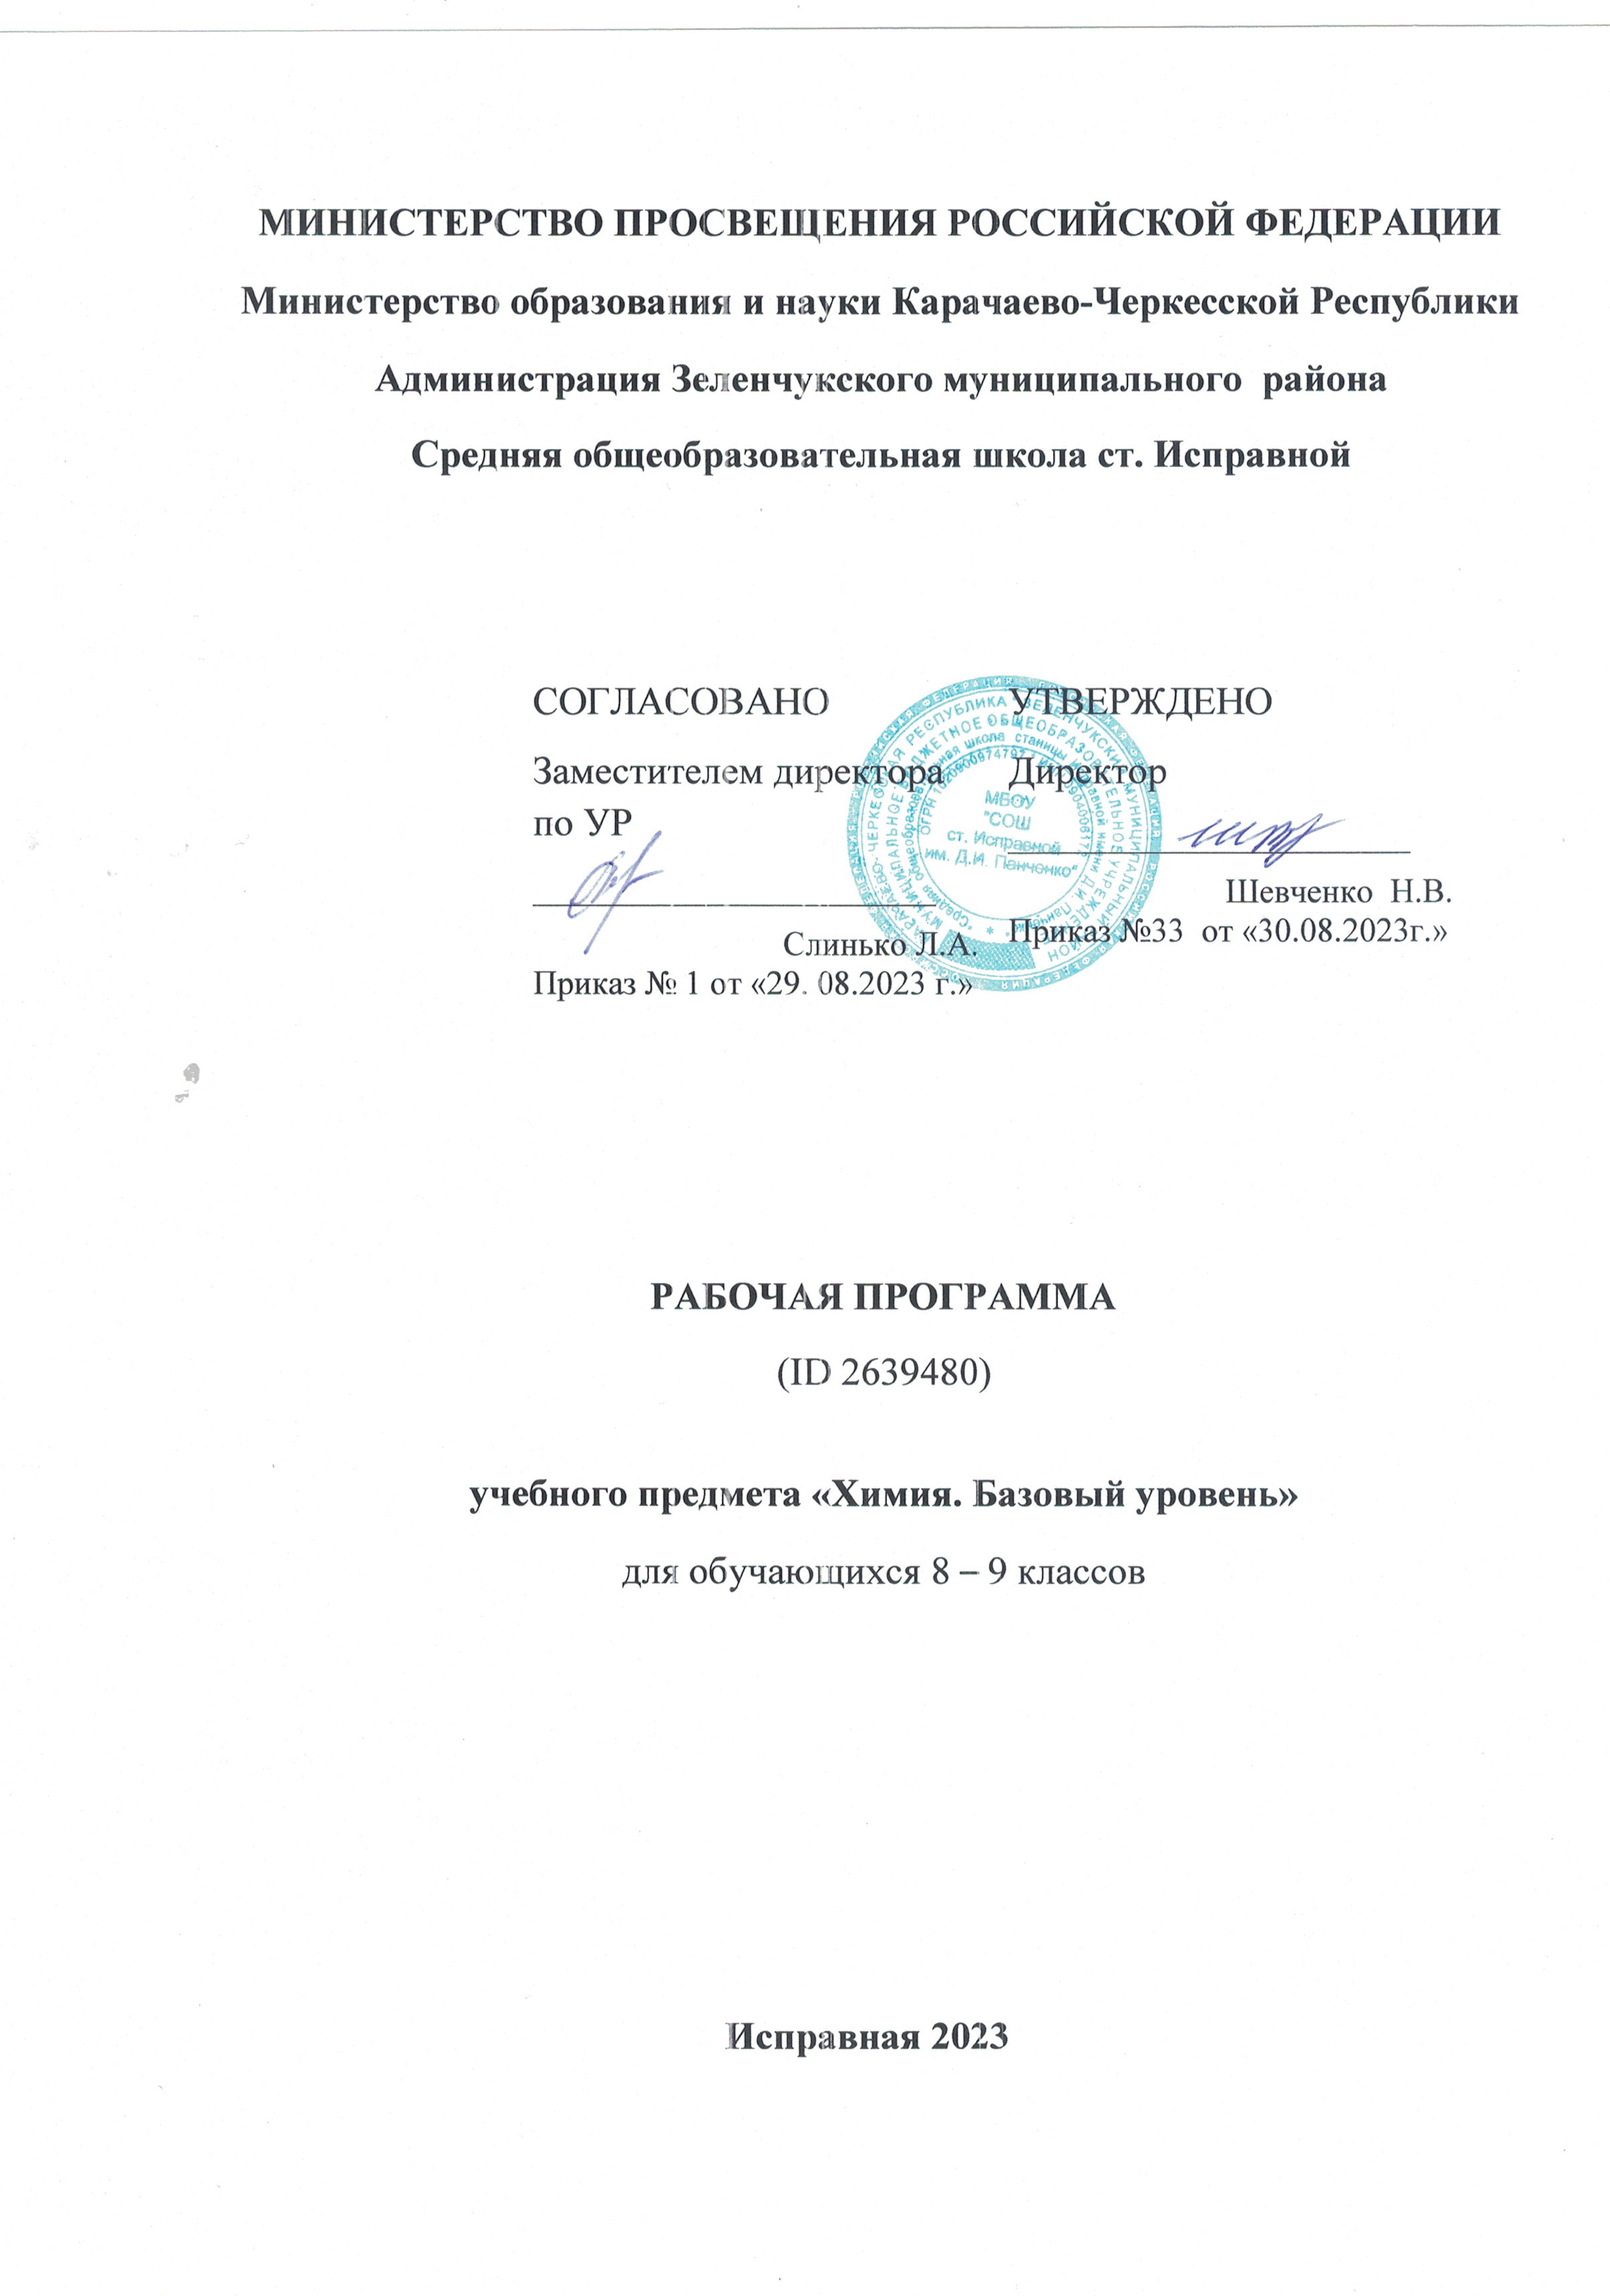 МИНИСТЕРСТВО ПРОСВЕЩЕНИЯ РОССИЙСКОЙ ФЕДЕРАЦИИ
Министерство образования и науки Карачаево-Черкесской Республики
Администрация Зеленчукского муниципального района
Средняя общеобразовательная школа ст. Исправной
СОГЛАСОВАНО
Заместителем директора
по УР
Слинько Л.А.
Приказ № 1 от «29. 08.2023 г.»
УТВЕРЖДЕНО
Директор
Шевченко Н.В.
Приказ №33 от «30.08.2023г.»
МБОУ
"СОШ
ст. Исправной
им. Д.И. Панченко"
РАБОЧАЯ ПРОГРАММА
(ID 2639480)
учебного предмета «Химия. Базовый уровень»
для обучающихся 8 – 9 классов
Исправная 2023